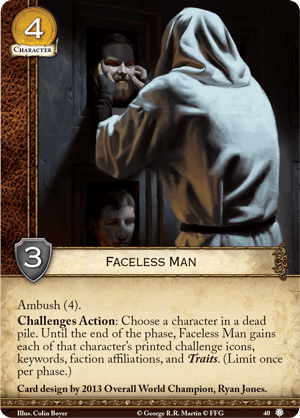 4
CHARACTER
3
FACELESS MAN
Ambush (4).
Challenges Action: Choose a character in a dead
pile. Until the end of the phase, Faceless Man gains
each of that character's printed challenge icons,
keywords, faction affiliations, and Traits. (Limit once
per phase.)
Card design by 2013 Overall World Champion, Ryan Jones.
Illus. Colin Boyer
© George R.R. Martin © FFG
40